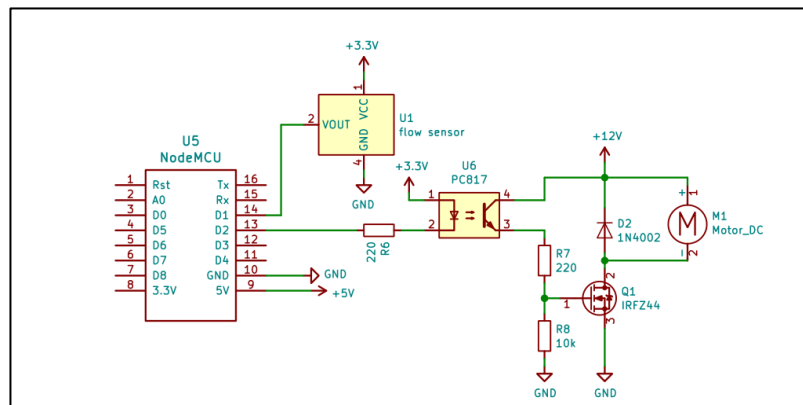 +3.3V
1
VCC
2
VOUT
GND
4
U1
flow sensor
GND
U5
NodeMCU
1 Rst Tx 16
2 A0 Rx 15
3 D0 D1 14
4 D5 D2 13
5 D6 D3 12
6 D7 D4 11
7 D8 GND 10
8 3.3V 5V 9
GND
+5V
220
R6
+3.3V
U6
PC817
1
2
4
3
R7
220
R8
10k
GND
+12V
D2
1N4002
+
1
M
M1
Motor_DC
−
2
2
1
3
Q1
IRFZ44
GND